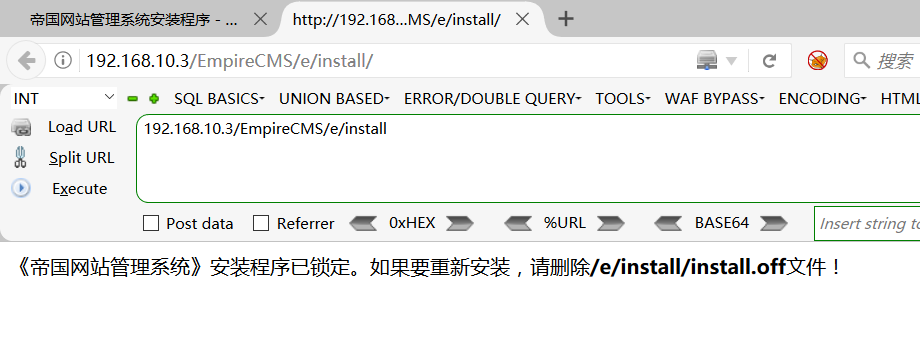 帝国网站管理系统安装程序 -
http://192.168...MS/e/install/
192.168.10.3/EmpireCMS/e/install/
搜索
INT
SQL BASICS
UNION BASED
ERROR/DOUBLE QUERY
TOOLS
WAF BYPASS
ENCODING
HTML
Load URL
192.168.10.3/EmpireCMS/e/install
Split URL
Execute
Post data
Referrer
0xHEX
%URL
BASE64
Insert string to
《帝国网站管理系统》安装程序已锁定。如果要重新安装，请删除/e/install/install.off文件！